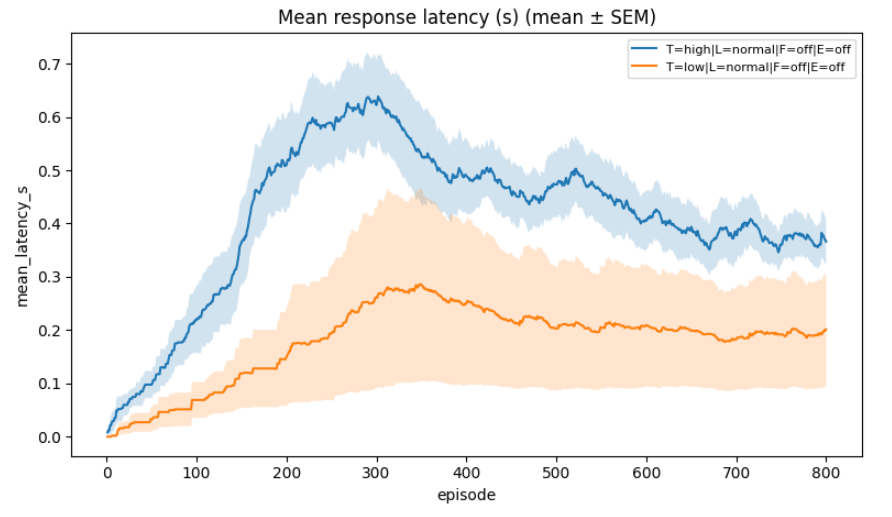 Mean response latency (s) (mean ± SEM)
T=high|L=normal|F=off|E=off
T=low|L=normal|F=off|E=off
mean_latency_s
0.7
0.6
0.5
0.4
0.3
0.2
0.1
0.0
0 100 200 300 400 500 600 700 800
episode